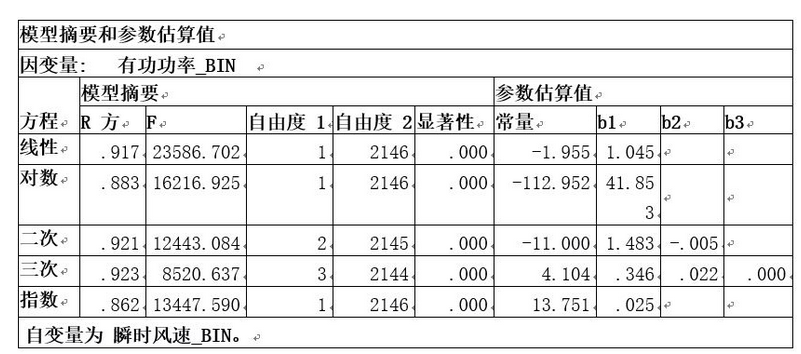 模型摘要和参数估算值
因变量: 有功功率_BIN
模型摘要 参数估算值
方程 R 方 F 自由度 1 自由度 2 显著性 常量 b1 b2 b3
线性 .917 23586.702 1 2146 .000 -1.955 1.045
对数 .883 16216.925 1 2146 .000 -112.952 41.85
3
二次 .921 12443.084 2 2145 .000 -11.000 1.483 -.005
三次 .923 8520.637 3 2144 .000 4.104 .346 .022 .000
指数 .862 13447.590 1 2146 .000 13.751 .025
自变量为 瞬时风速_BIN。